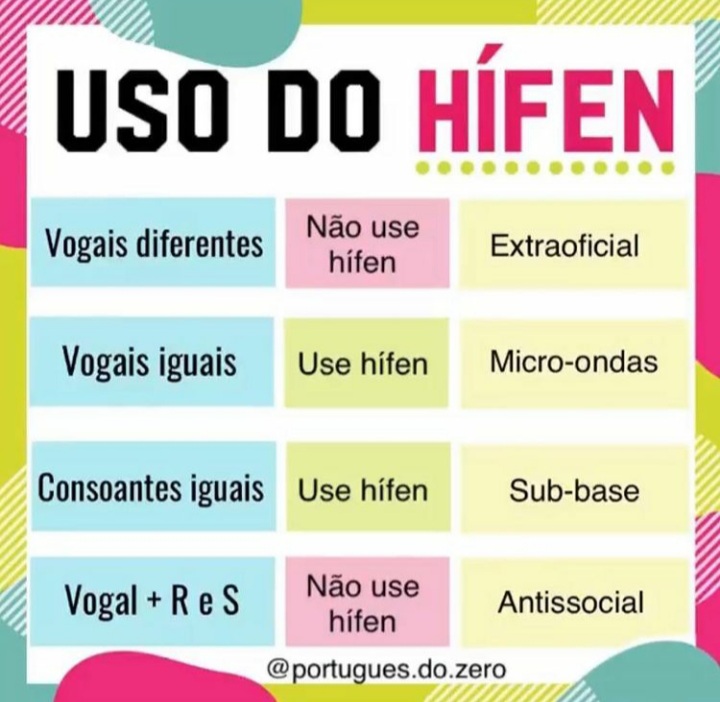 USO DO HÍFEN
Vogais diferentes
Não use
hífen
Extraoficial
Vogais iguais
Use hífen
Micro-ondas
Consoantes iguais
Use hífen
Sub-base
Vogal + R e S
Não use
hífen
Antissocial
@portugues.do.zero